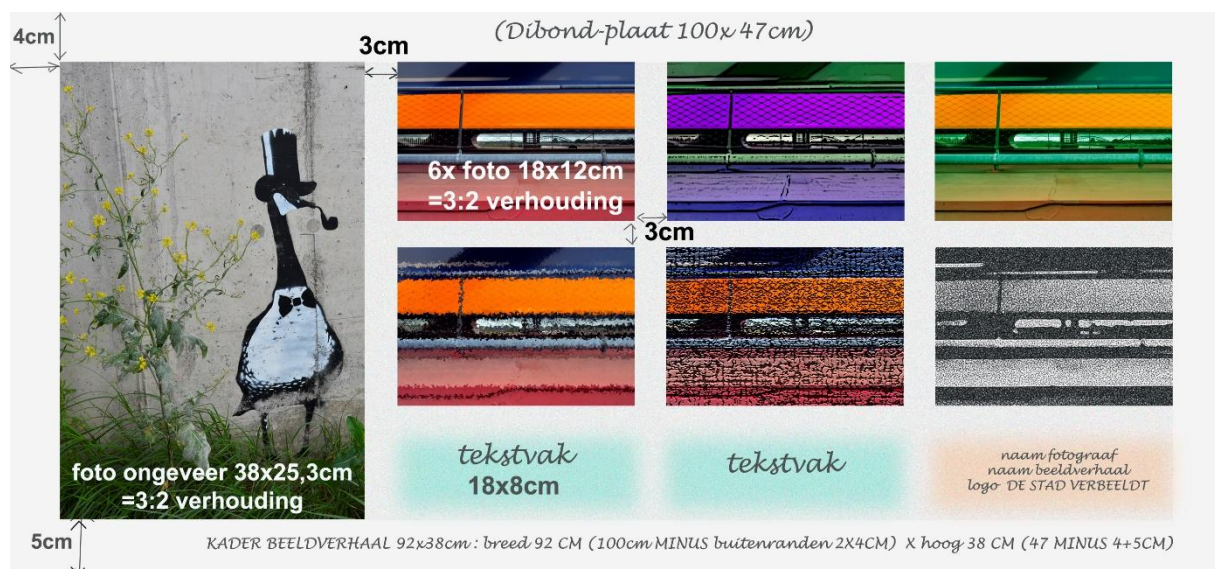 4cm
(Dibond-plaat 100x 47cm)
3cm
6x foto 18x12cm
=3:2 verhouding
3cm
foto ongeveer 38x25,3cm
=3:2 verhouding
tekstvak
18x8cm
tekstvak
naam fotograaf
naam beeldverhaal
logo DE STAD VERBEELDT
5cm
KADER BEELDVERHAAL 92x38cm : breed 92 CM (100cm MINUS buitenranden 2X4CM) X hoog 38 CM (47 MINUS 4+5CM)